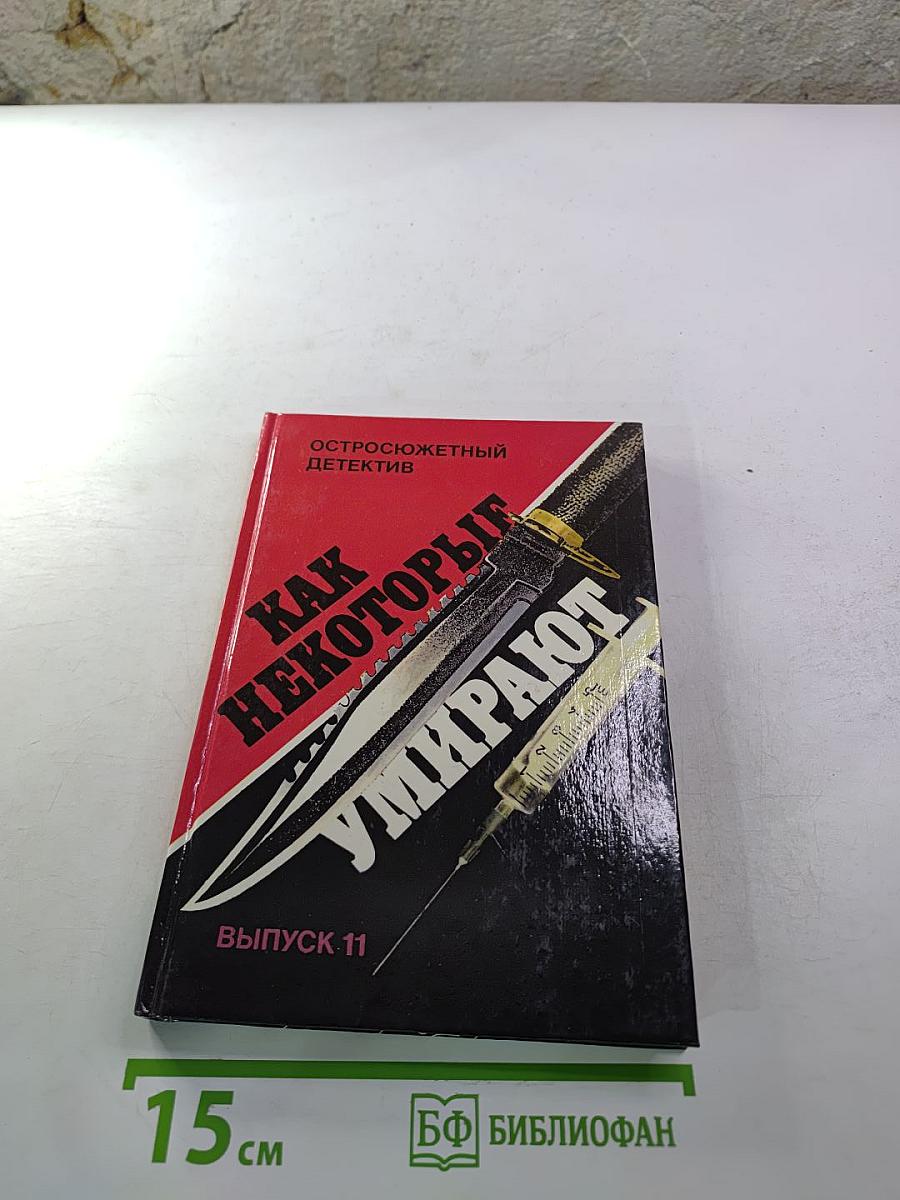 ОСТРОСЮЖЕТНЫЙ
ДЕТЕКТИВ
КАК
НЕКОТОРЫЕ
УМИРАЮТ
ВЫПУСК 11
15 см
БФ БИБЛИОФАН